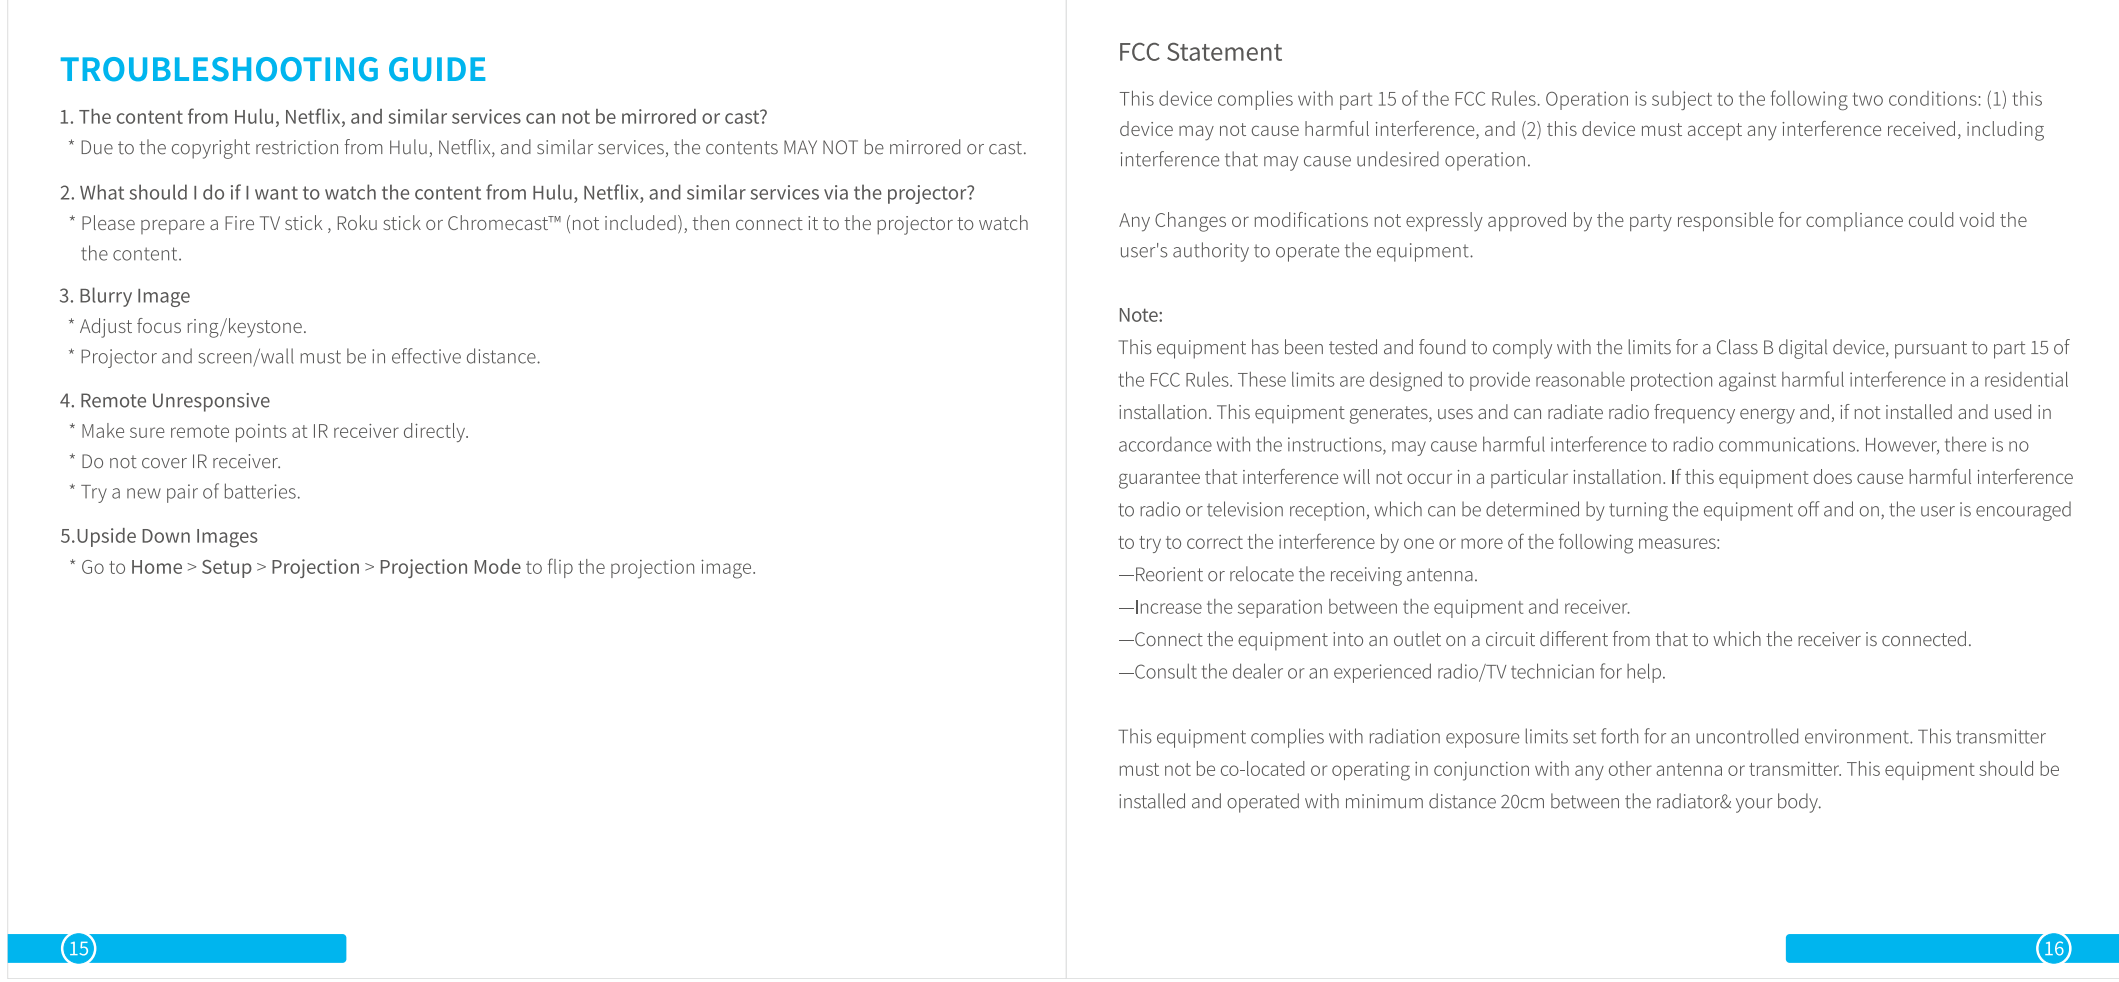 TROUBLESHOOTING GUIDE
1. The content from Hulu, Netflix, and similar services can not be mirrored or cast?
* Due to the copyright restriction from Hulu, Netflix, and similar services, the contents MAY NOT be mirrored or cast.
2. What should I do if I want to watch the content from Hulu, Netflix, and similar services via the projector?
* Please prepare a Fire TV stick , Roku stick or Chromecast™ (not included), then connect it to the projector to watch
the content.
3. Blurry Image
* Adjust focus ring/keystone.
* Projector and screen/wall must be in effective distance.
4. Remote Unresponsive
* Make sure remote points at IR receiver directly.
* Do not cover IR receiver.
* Try a new pair of batteries.
5.Upside Down Images
* Go to Home > Setup > Projection > Projection Mode to flip the projection image.
15
FCC Statement
This device complies with part 15 of the FCC Rules. Operation is subject to the following two conditions: (1) this
device may not cause harmful interference, and (2) this device must accept any interference received, including
interference that may cause undesired operation.
Any Changes or modifications not expressly approved by the party responsible for compliance could void the
user's authority to operate the equipment.
Note:
This equipment has been tested and found to comply with the limits for a Class B digital device, pursuant to part 15 of
the FCC Rules. These limits are designed to provide reasonable protection against harmful interference in a residential
installation. This equipment generates, uses and can radiate radio frequency energy and, if not installed and used in
accordance with the instructions, may cause harmful interference to radio communications. However, there is no
guarantee that interference will not occur in a particular installation. If this equipment does cause harmful interference
to radio or television reception, which can be determined by turning the equipment off and on, the user is encouraged
to try to correct the interference by one or more of the following measures:
—Reorient or relocate the receiving antenna.
—Increase the separation between the equipment and receiver.
—Connect the equipment into an outlet on a circuit different from that to which the receiver is connected.
—Consult the dealer or an experienced radio/TV technician for help.
This equipment complies with radiation exposure limits set forth for an uncontrolled environment. This transmitter
must not be co-located or operating in conjunction with any other antenna or transmitter. This equipment should be
installed and operated with minimum distance 20cm between the radiator& your body.
16